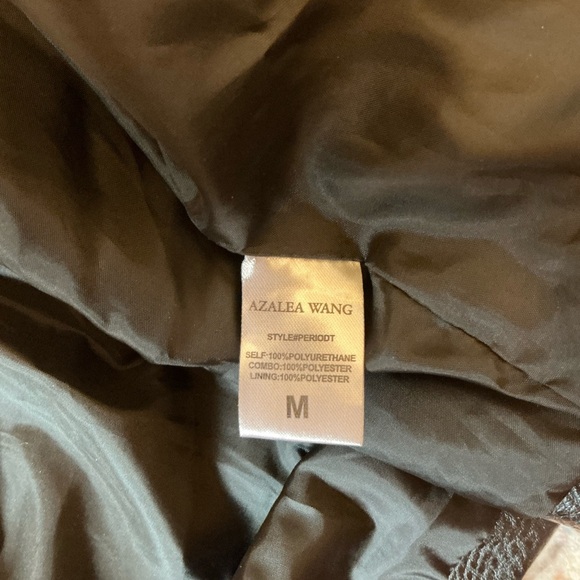 AZALEA WANG
STYLE#PERIODT
SELF:100%POLYURETHANE
COMBO:100%POLYESTER
LINING:100%POLYESTER
M